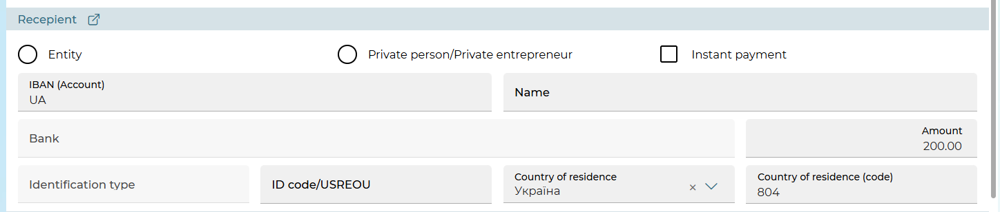 Recepient
Entity
Private person/Private entrepreneur
Instant payment
IBAN (Account)
UA
Name
Bank
Amount
200.00
Identification type
ID code/USREOU
Country of residence
Україна
Country of residence (code)
804